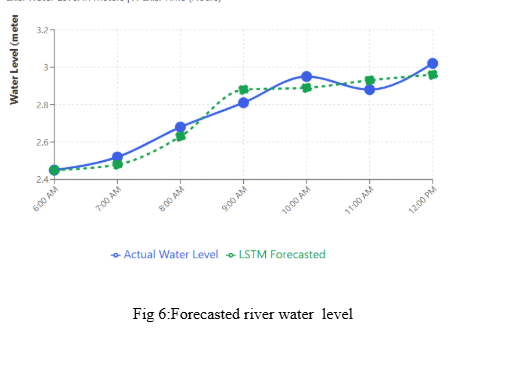 Water Level (meter
3.2
3
2.8
2.6
2.4
6:00 AM
7:00 AM
8:00 AM
9:00 AM
10:00 AM
11:00 AM
12:00 PM
Actual Water Level LSTM Forecasted
Fig 6:Forecasted river water level